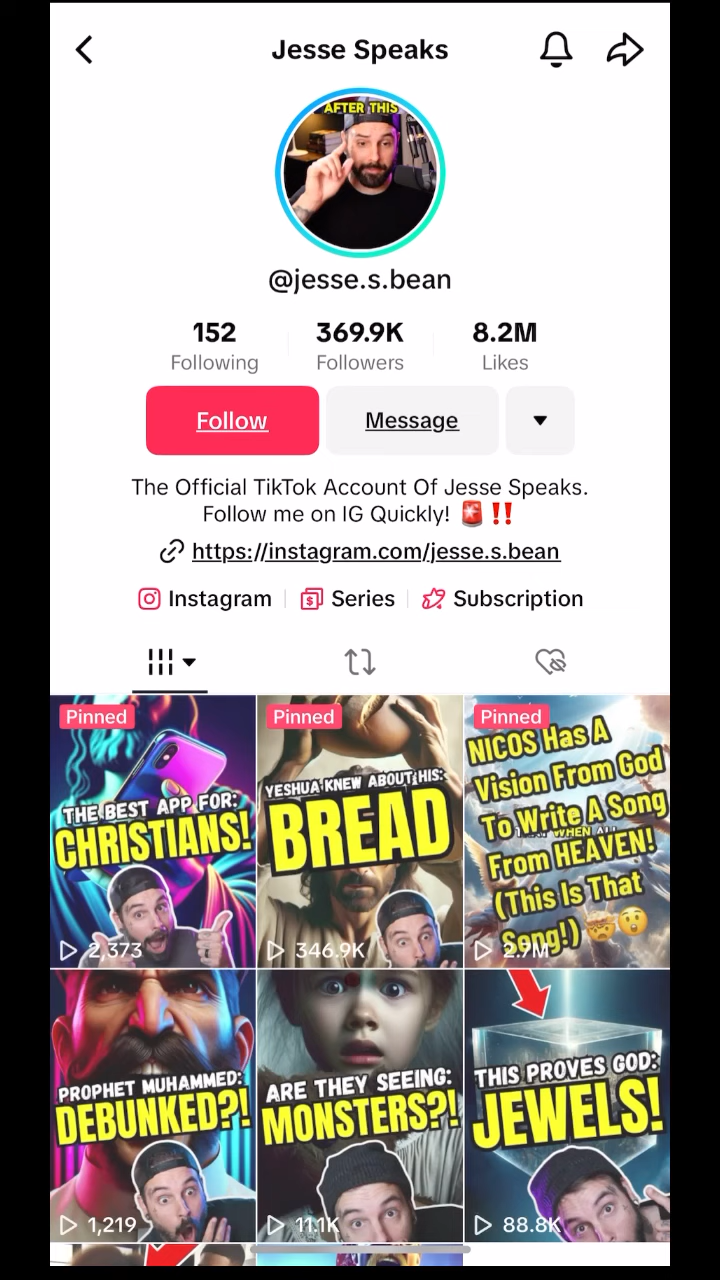 Jesse Speaks
AFTER THIS
@jesse.s.bean
152
369.9K
8.2M
Following
Followers
Likes
Follow
Message
The Official TikTok Account Of Jesse Speaks.
Follow me on IG Quickly! 🚨‼️
https://instagram.com/jesse.s.bean
Instagram
Series
Subscription
Pinned
THE BEST APP FOR:
CHRISTIANS!
2,373
Pinned
YESHUA KNEW ABOUT THIS:
BREAD
346.9K
Pinned
NICOS Has A
Vision From God
To Write A Song
WHEN
From HEAVEN!
(This Is That
Song!) 🤯😲
2.7M
PROPHET MUHAMMED:
DEBUNKED?!
1,219
ARE THEY SEEING:
MONSTERS?!
11.1K
THIS PROVES GOD:
JEWELS!
88.8K